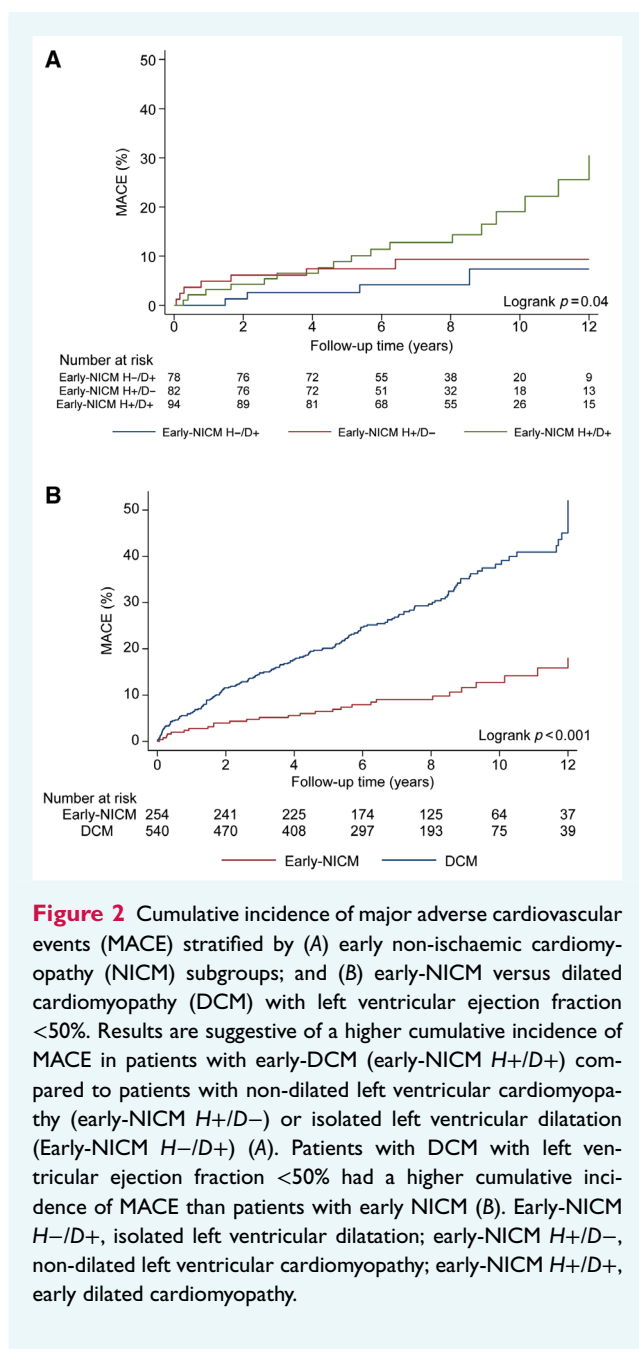 A
50
40
30
20
10
0
MACE (%)
Logrank p=0.04
0 2 4 6 8 10 12
Follow-up time (years)
Number at risk
Early-NICM H−/D+ 78 76 72 55 38 20 9
Early-NICM H+/D− 82 76 72 51 32 18 13
Early-NICM H+/D+ 94 89 81 68 55 26 15
Early-NICM H−/D+ Early-NICM H+/D− Early-NICM H+/D+
B
50
40
30
20
10
0
MACE (%)
Logrank p<0.001
0 2 4 6 8 10 12
Follow-up time (years)
Number at risk
Early-NICM 254 241 225 174 125 64 37
DCM 540 470 408 297 193 75 39
Early-NICM DCM
Figure 2 Cumulative incidence of major adverse cardiovascular
events (MACE) stratified by (A) early non-ischaemic cardiomy-
opathy (NICM) subgroups; and (B) early-NICM versus dilated
cardiomyopathy (DCM) with left ventricular ejection fraction
<50%. Results are suggestive of a higher cumulative incidence of
MACE in patients with early-DCM (early-NICM H+/D+) com-
pared to patients with non-dilated left ventricular cardiomyopa-
thy (early-NICM H+/D−) or isolated left ventricular dilatation
(Early-NICM H−/D+) (A). Patients with DCM with left ven-
tricular ejection fraction <50% had a higher cumulative inci-
dence of MACE than patients with early NICM (B). Early-NICM
H−/D+, isolated left ventricular dilatation; early-NICM H+/D−,
non-dilated left ventricular cardiomyopathy; early-NICM H+/D+,
early dilated cardiomyopathy.